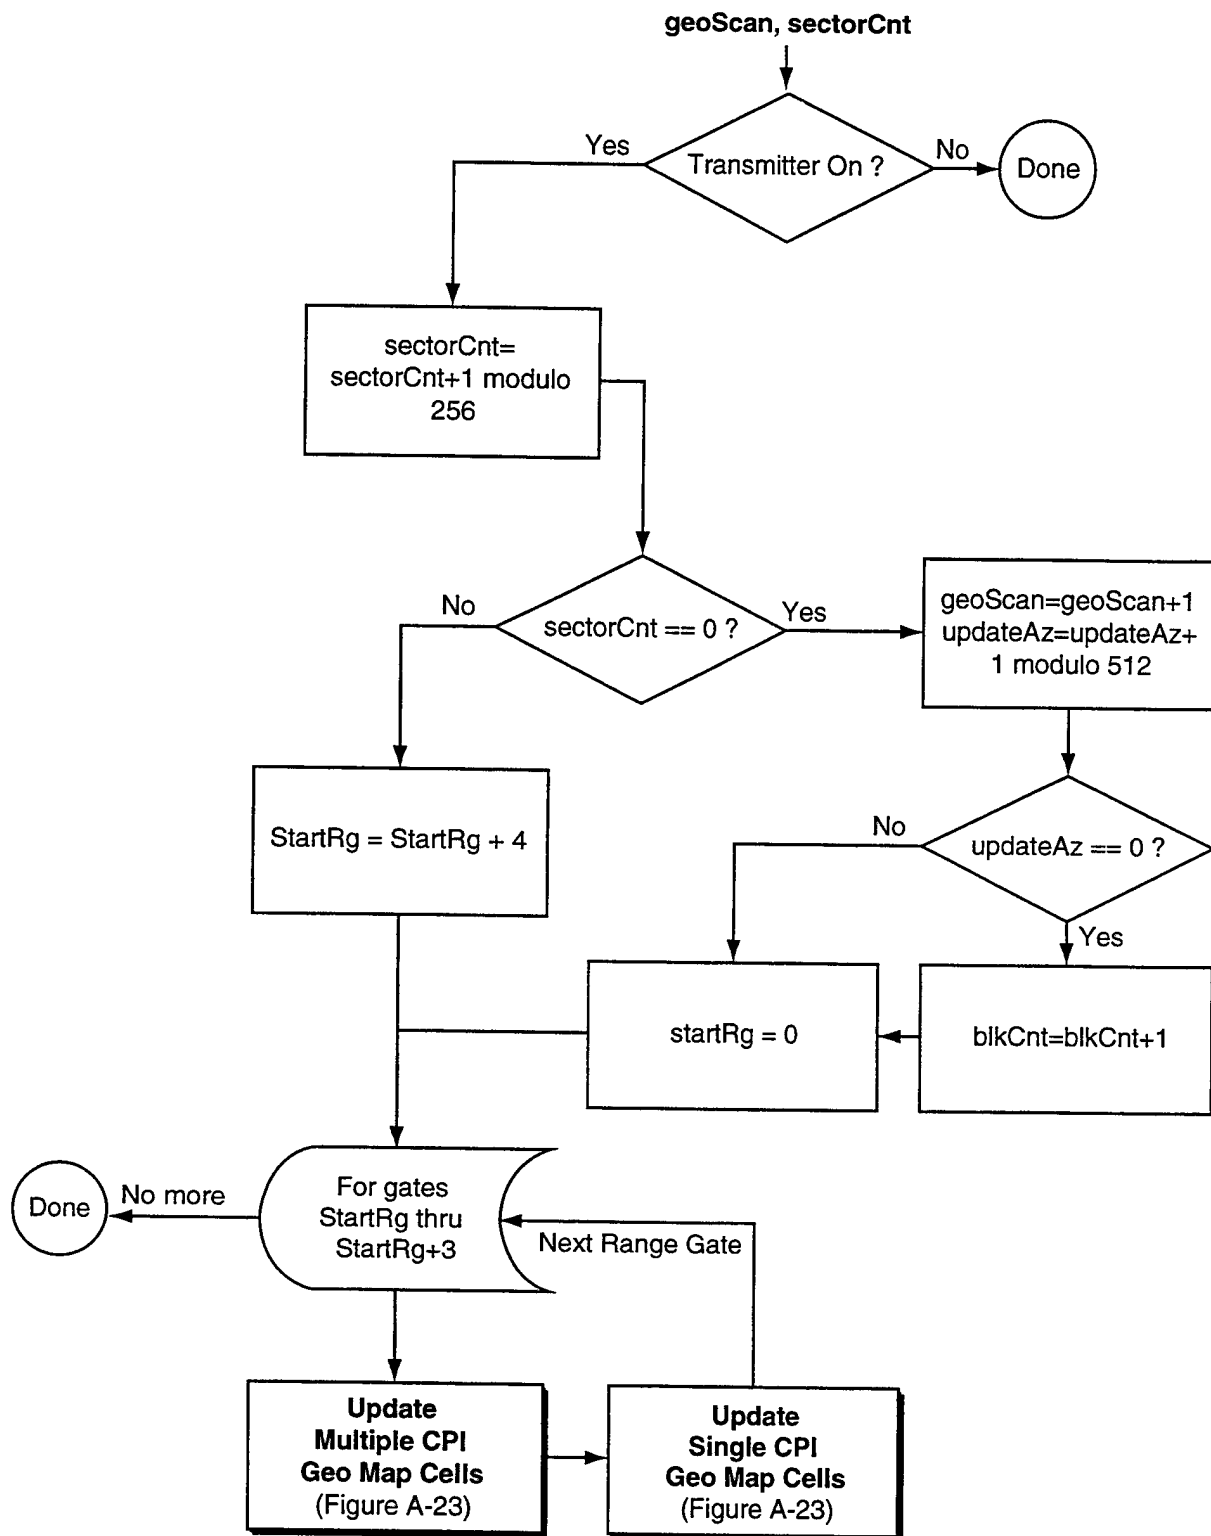 geoScan, sectorCnt
Yes
Transmitter On ?
No
Done
sectorCnt=
sectorCnt+1 modulo
256
No
sectorCnt == 0 ?
Yes
geoScan=geoScan+1
updateAz=updateAz+
1 modulo 512
StartRg = StartRg + 4
No
updateAz == 0 ?
Yes
startRg = 0
blkCnt=blkCnt+1
Done
No more
For gates
StartRg thru
StartRg+3
Next Range Gate
Update
Multiple CPI
Geo Map Cells
(Figure A-23)
Update
Single CPI
Geo Map Cells
(Figure A-23)